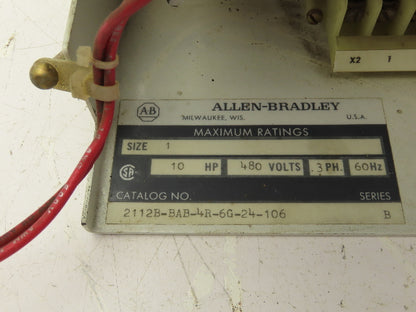 X2 1
A-B ALLEN-BRADLEY
MILWAUKEE, WIS. U.S.A.
MAXIMUM RATINGS
SIZE 1
10 HP 480 VOLTS 3 PH. 60Hz
CATALOG NO. SERIES
2112B-BAB-4R-6G-24-106 B